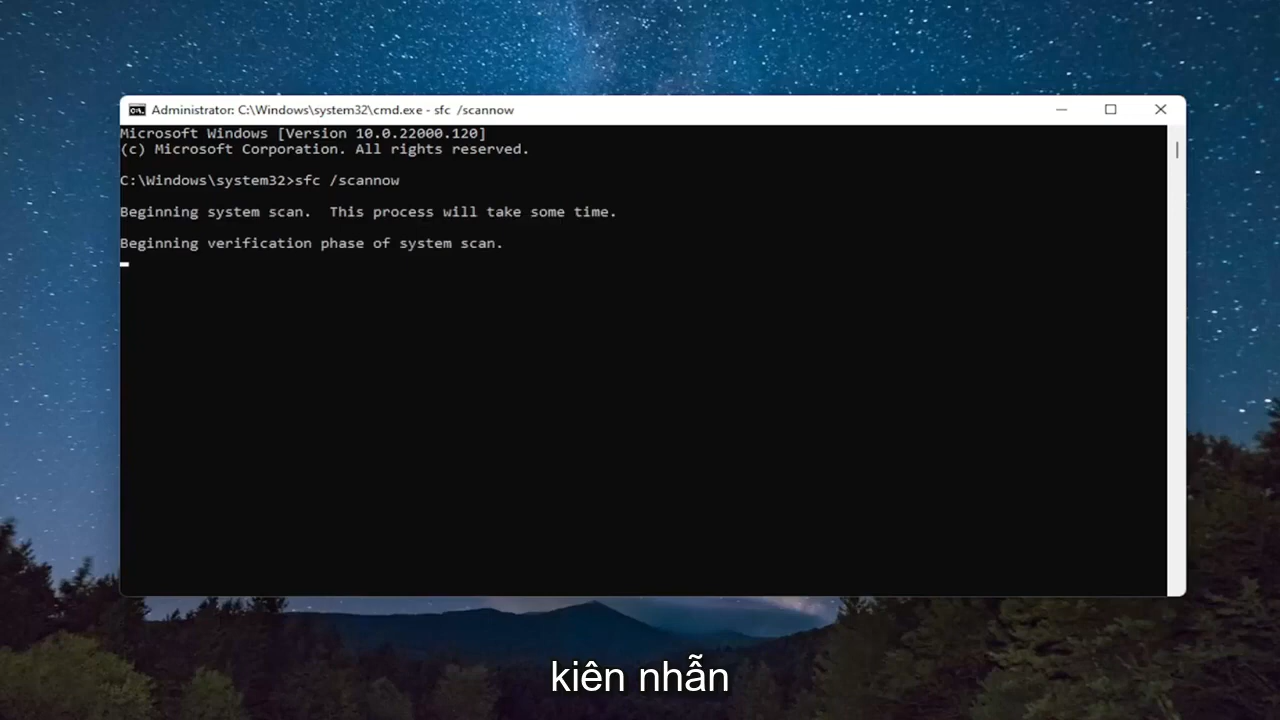 Administrator: C:\Windows\system32\cmd.exe - sfc /scannow
Microsoft Windows [Version 10.0.22000.120]
(c) Microsoft Corporation. All rights reserved.
C:\Windows\system32>sfc /scannow
Beginning system scan.  This process will take some time.
Beginning verification phase of system scan.
kiên nhẫn